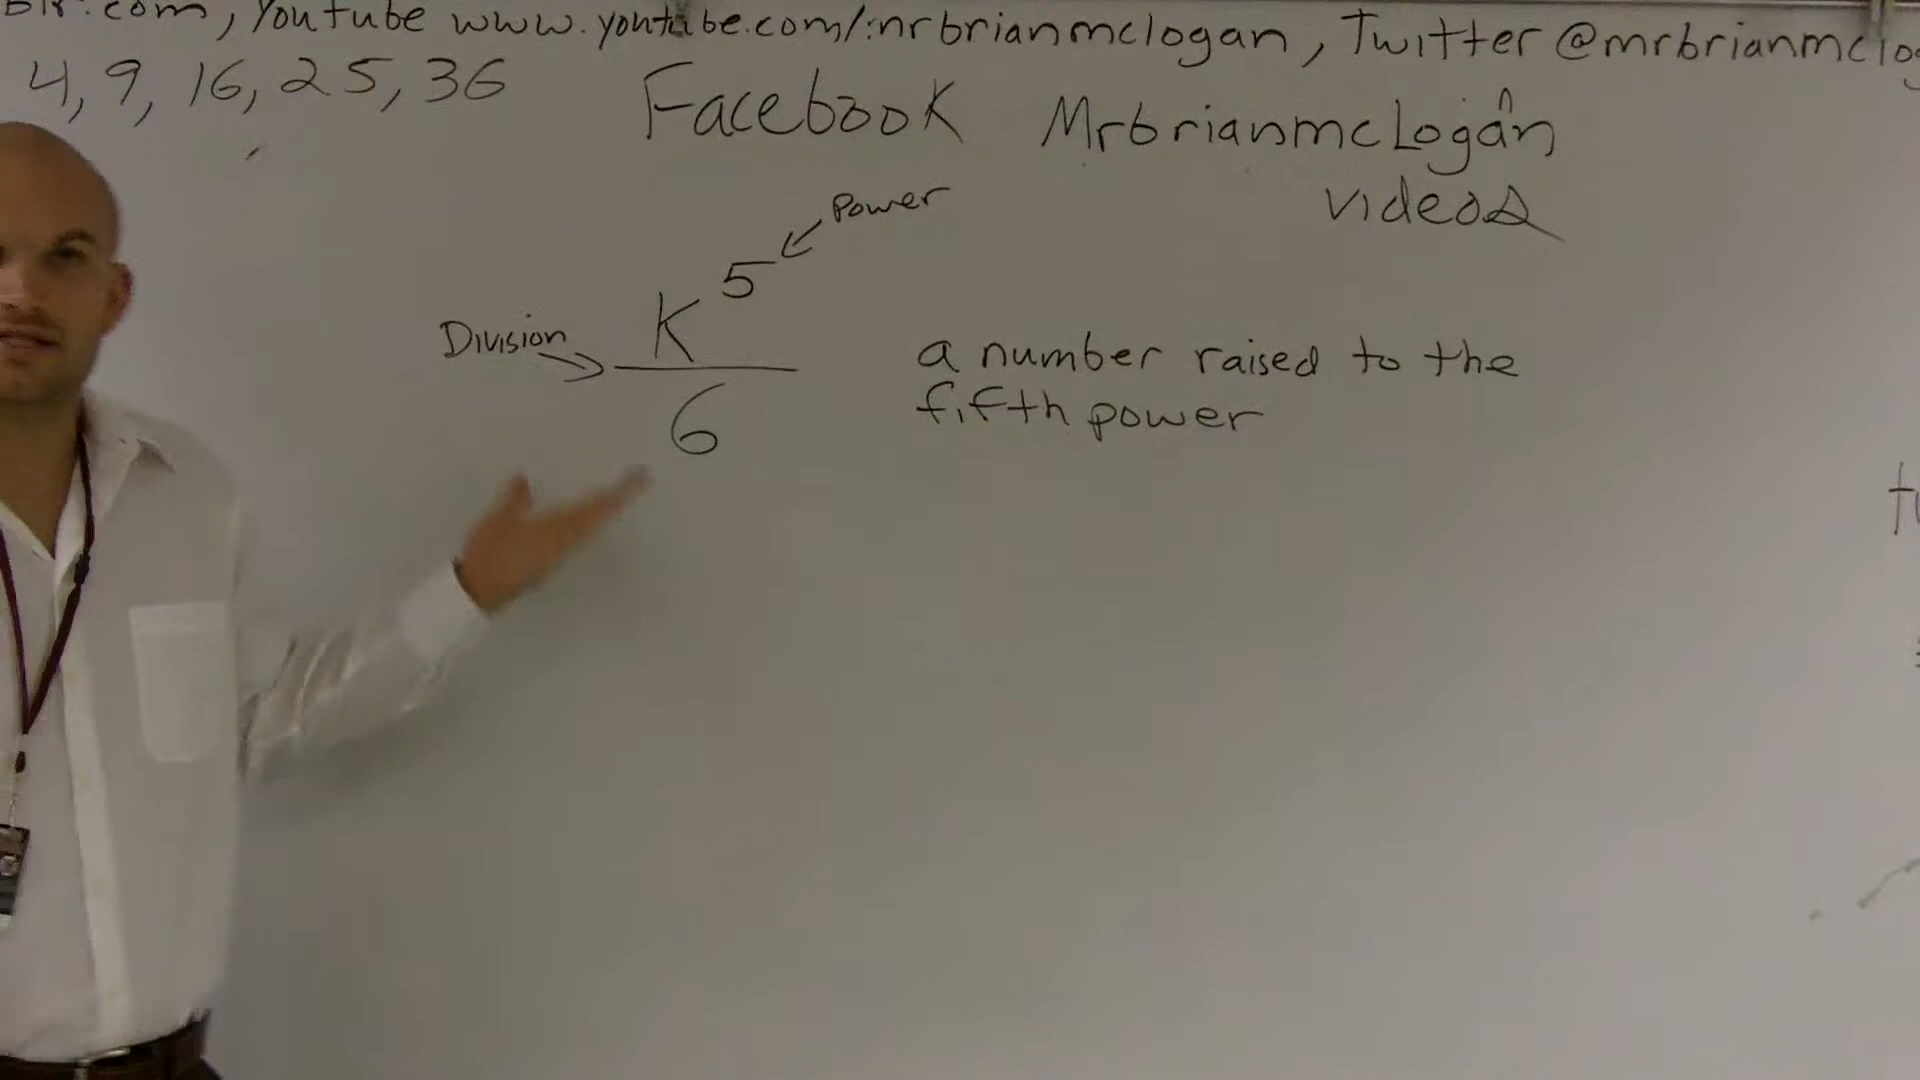 .com, YouTube www.youtube.com/mrbrianmclogan, Twitter @mrbrianmclo
4, 9, 16, 25, 36
Facebook MrbrianmcLogan
videos
Power
K^5
Division
6
a number raised to the
fifth power